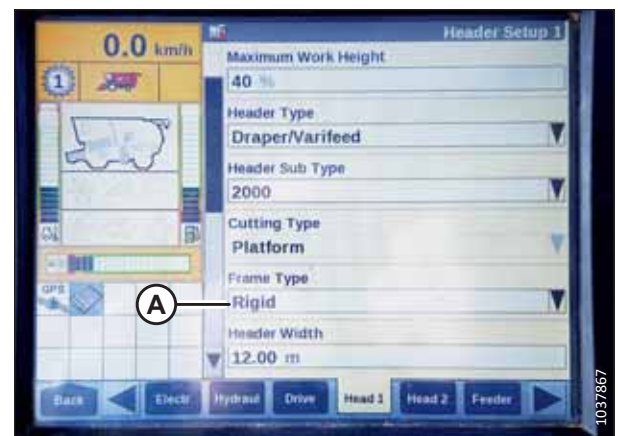 0.0 km/h
Header Setup 1
1
Maximum Work Height
40 %
Header Type
Draper/Varifeed
Header Sub Type
2000
Cutting Type
Platform
Frame Type
A
Rigid
Header Width
12.00 m
GPS
Back
Electr
Hydraul
Drive
Head 1
Head 2
Feeder
1037867